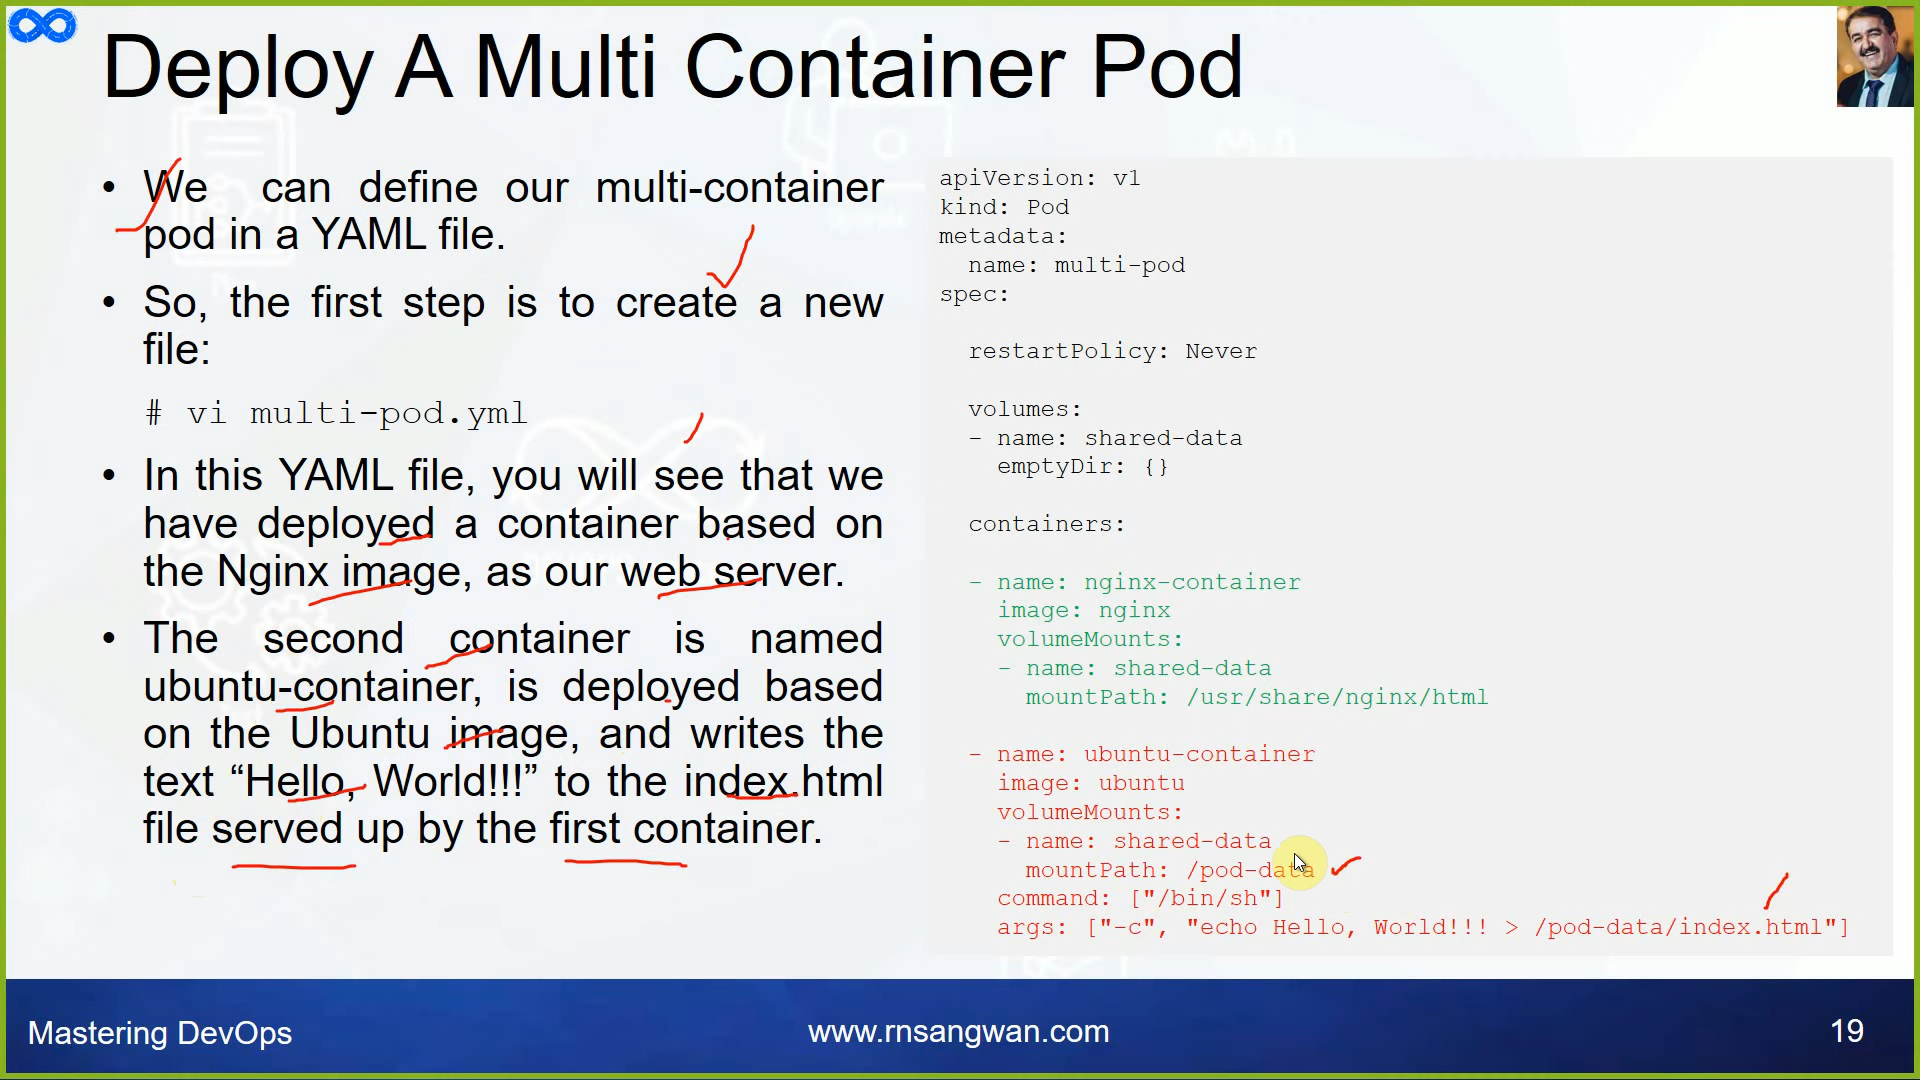 Deploy A Multi Container Pod
• We can define our multi-container
pod in a YAML file.
• So, the first step is to create a new
file:
# vi multi-pod.yml
• In this YAML file, you will see that we
have deployed a container based on
the Nginx image, as our web server.
• The second container is named
ubuntu-container, is deployed based
on the Ubuntu image, and writes the
text “Hello, World!!!” to the index.html
file served up by the first container.
apiVersion: v1
kind: Pod
metadata:
  name: multi-pod
spec:
  restartPolicy: Never
  volumes:
  - name: shared-data
    emptyDir: {}
  containers:
  - name: nginx-container
    image: nginx
    volumeMounts:
    - name: shared-data
      mountPath: /usr/share/nginx/html
  - name: ubuntu-container
    image: ubuntu
    volumeMounts:
    - name: shared-data
      mountPath: /pod-data
    command: ["/bin/sh"]
    args: ["-c", "echo Hello, World!!! > /pod-data/index.html"]
Mastering DevOps
www.rnsangwan.com
19